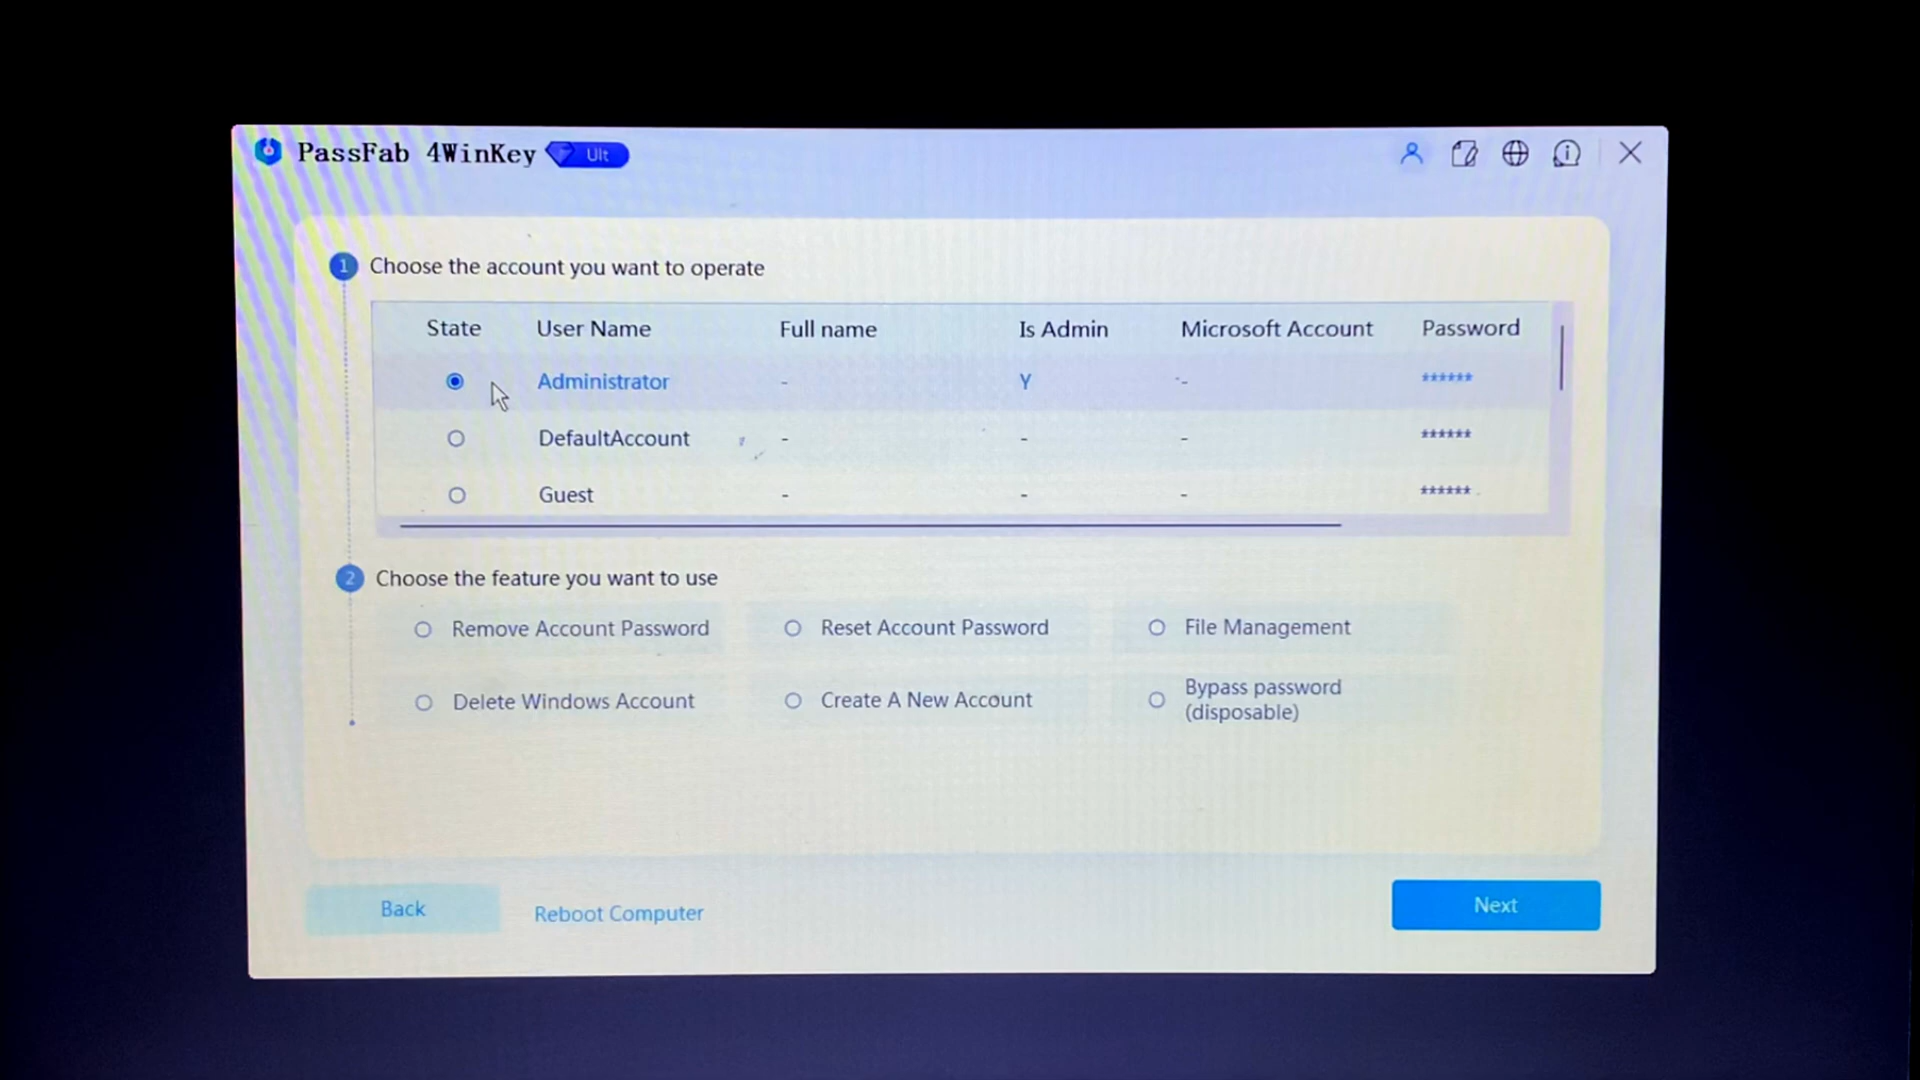 PassFab 4WinKey Ult
1 Choose the account you want to operate
State User Name Full name Is Admin Microsoft Account Password
Administrator - Y - ******
DefaultAccount - - - ******
Guest - - - ******
2 Choose the feature you want to use
Remove Account Password Reset Account Password File Management
Delete Windows Account Create A New Account Bypass password
(disposable)
Back Reboot Computer Next